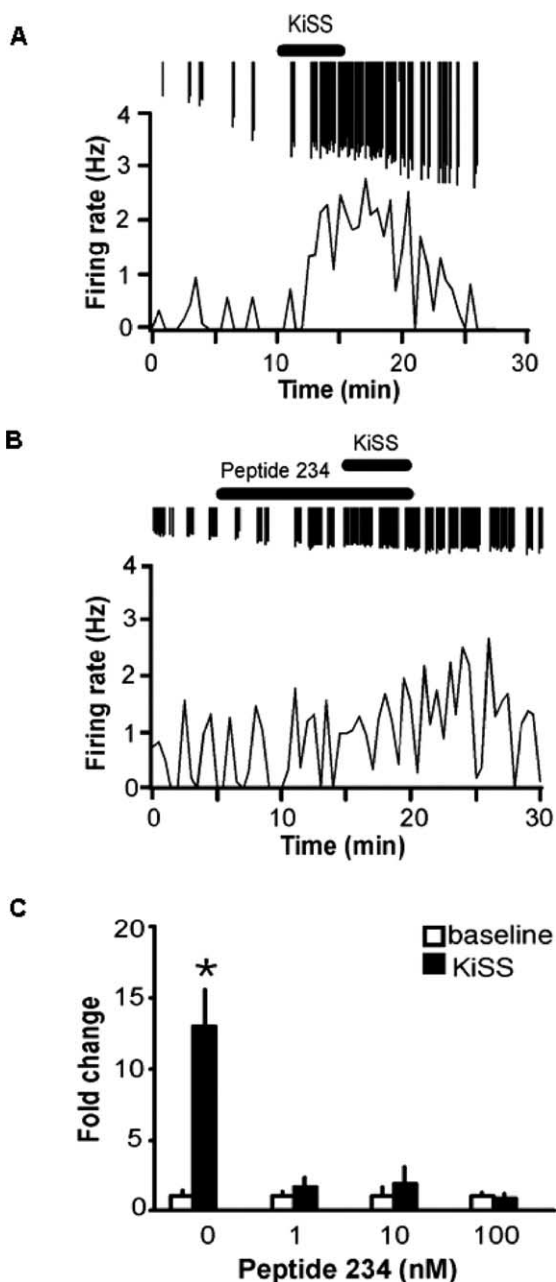 A
KiSS
4
3
2
1
0
Firing rate (Hz)
0 10 20 30
Time (min)
B
KiSS
Peptide 234
4
3
2
1
0
Firing rate (Hz)
0 10 20 30
Time (min)
C
20
15
10
5
0
Fold change
baseline
KiSS
*
0 1 10 100
Peptide 234 (nM)